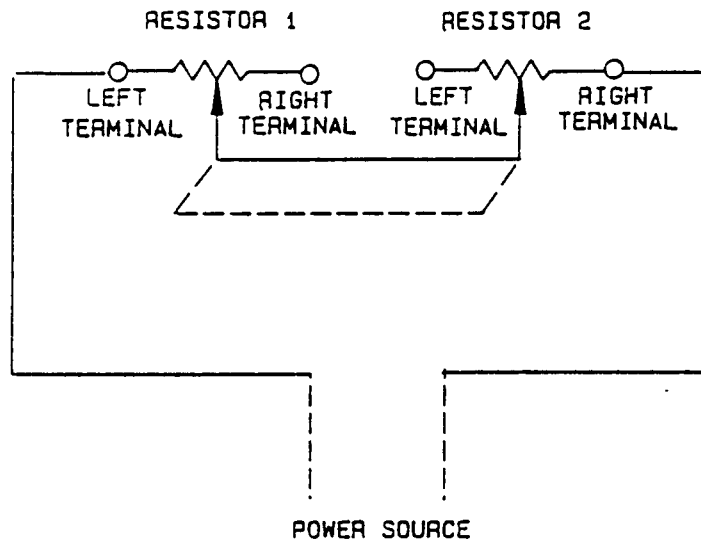 RESISTOR 1
RESISTOR 2
LEFT
TERMINAL
RIGHT
TERMINAL
LEFT
TERMINAL
RIGHT
TERMINAL
POWER SOURCE